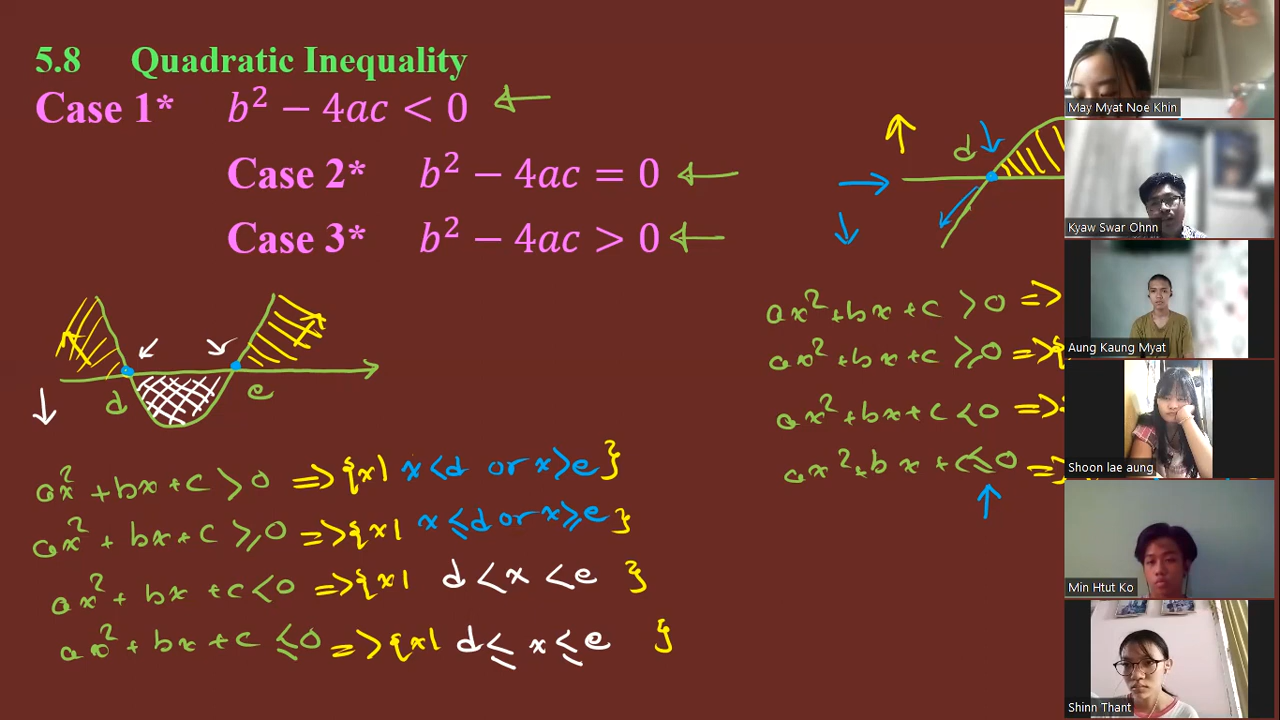 5.8 Quadratic Inequality
Case 1* b² − 4ac < 0
Case 2* b² − 4ac = 0
Case 3* b² − 4ac > 0
d e
ax² + bx + c > 0 => {x| x < d or x > e }
ax² + bx + c ≥ 0 => {x| x ≤ d or x ≥ e }
ax² + bx + c < 0 => {x| d < x < e }
ax² + bx + c ≤ 0 => {x| d ≤ x ≤ e }
d
ax² + bx + c > 0 =>
ax² + bx + c ≥ 0 => {
ax² + bx + c < 0 =>
ax² + bx + c ≤ 0 =>
May Myat Noe Khin
Kyaw Swar Ohnn
Aung Kaung Myat
Shoon lae aung
Min Htut Ko
Shinn Thant